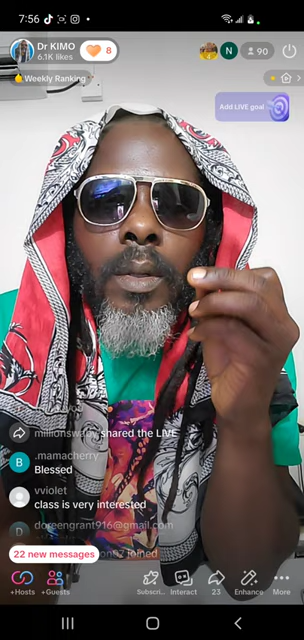 7:56
Dr KIMO
6.1K likes
8
N
90
Weekly Ranking
Add LIVE goal
shared the LIVE
B
.mamacherry
Blessed
vviolet
class is very interested
D
doreengrant916@gmail.com
22 new messages
joined
+Hosts
+Guests
Subscri...
Interact
23
Enhance
More